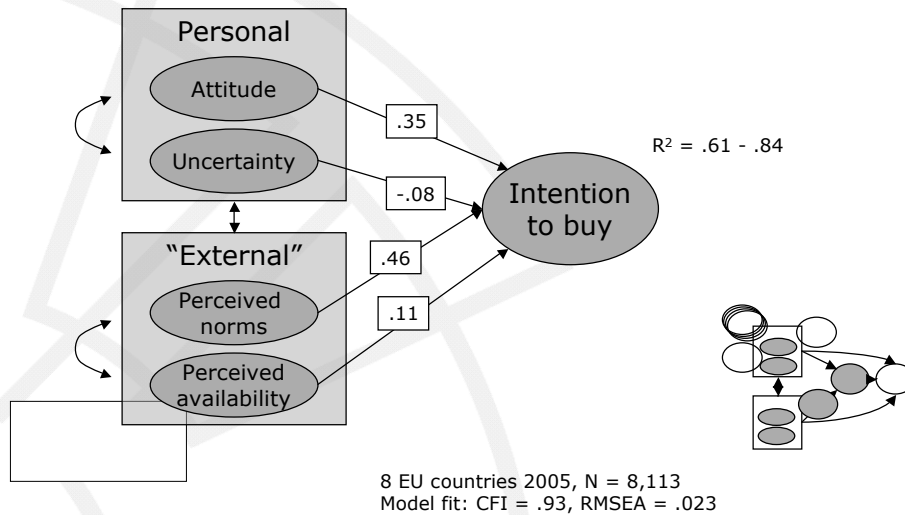 Personal
Attitude
Uncertainty
.35
-.08
Intention
to buy
R² = .61 - .84
"External"
Perceived
norms
Perceived
availability
.46
.11
8 EU countries 2005, N = 8,113
Model fit: CFI = .93, RMSEA = .023